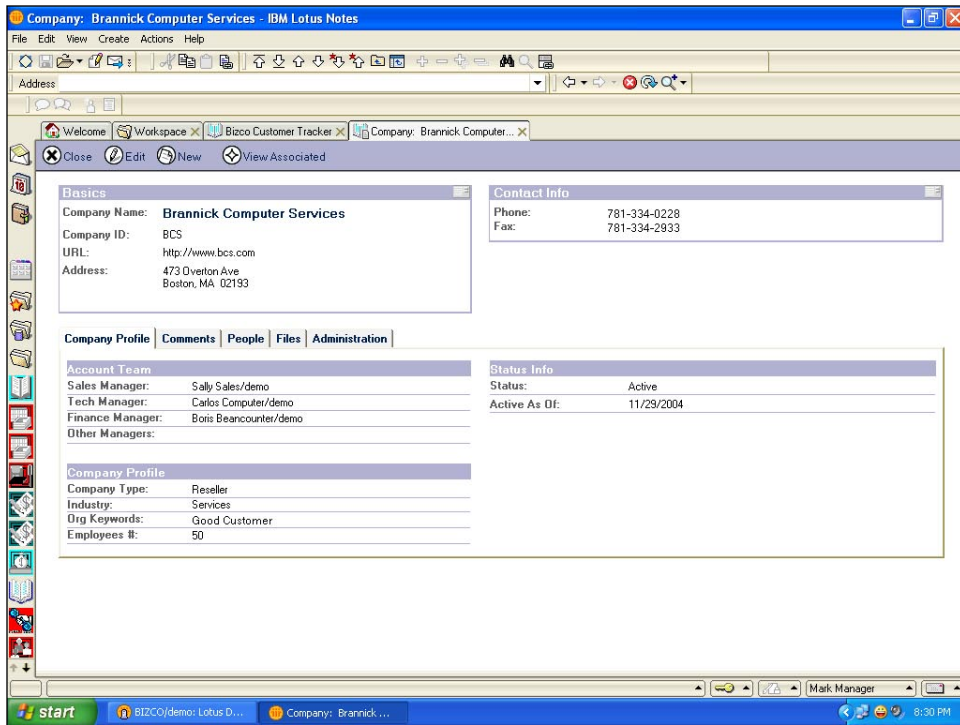 Company: Brannick Computer Services - IBM Lotus Notes
File Edit View Create Actions Help
Address
Welcome Workspace Bizco Customer Tracker Company: Brannick Computer...
Close Edit New View Associated
Basics
Company Name: Brannick Computer Services
Company ID: BCS
URL: http://www.bcs.com
Address: 473 Overton Ave
Boston, MA 02193
Contact Info
Phone: 781-334-0228
Fax: 781-334-2933
Company Profile Comments People Files Administration
Account Team
Sales Manager: Sally Sales/demo
Tech Manager: Carlos Computer/demo
Finance Manager: Boris Beancounter/demo
Other Managers:
Status Info
Status: Active
Active As Of: 11/29/2004
Company Profile
Company Type: Reseller
Industry: Services
Org Keywords: Good Customer
Employees #: 50
18
Mark Manager
start BIZCO/demo: Lotus D... Company: Brannick ... 8:30 PM